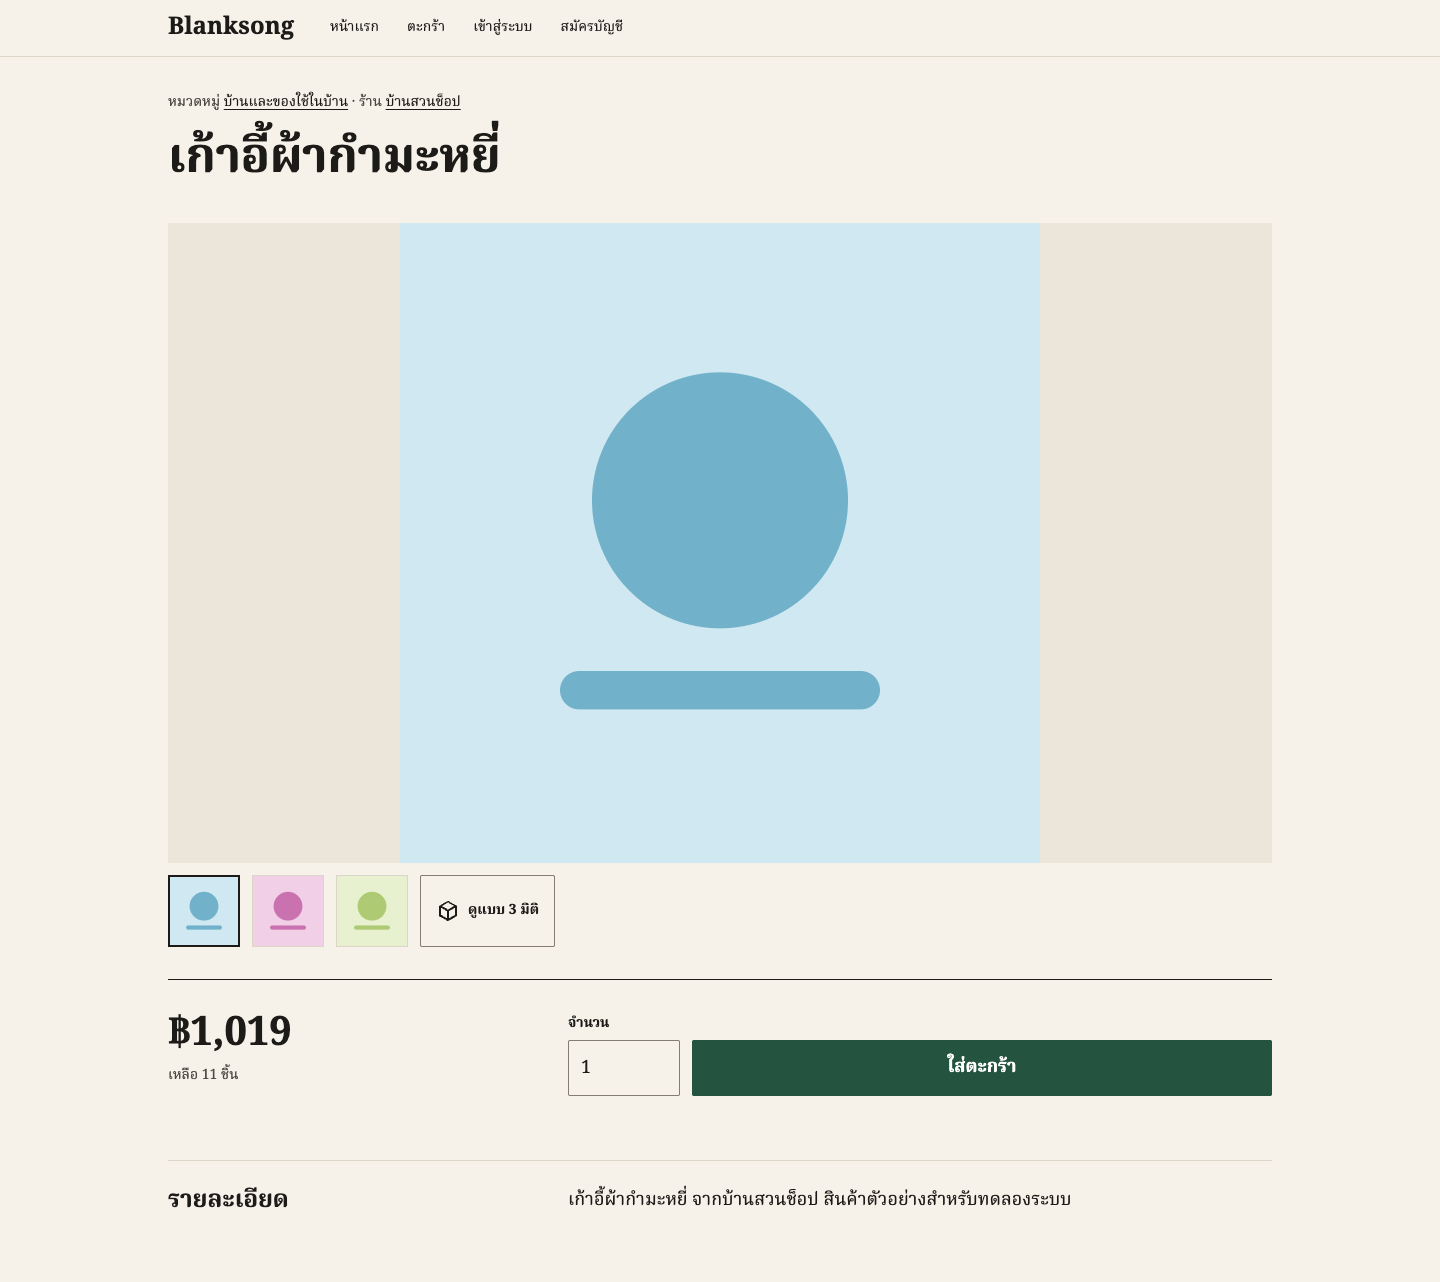 Blanksong หน้าแรก ตะกร้า เข้าสู่ระบบ สมัครบัญชี
หมวดหมู่ บ้านและของใช้ในบ้าน · ร้าน บ้านสวนช็อป
เก้าอี้ผ้ากำมะหยี่
ดูแบบ 3 มิติ
฿1,019
เหลือ 11 ชิ้น
จำนวน
1
ใส่ตะกร้า
รายละเอียด
เก้าอี้ผ้ากำมะหยี่ จากบ้านสวนช็อป สินค้าตัวอย่างสำหรับทดลองระบบ